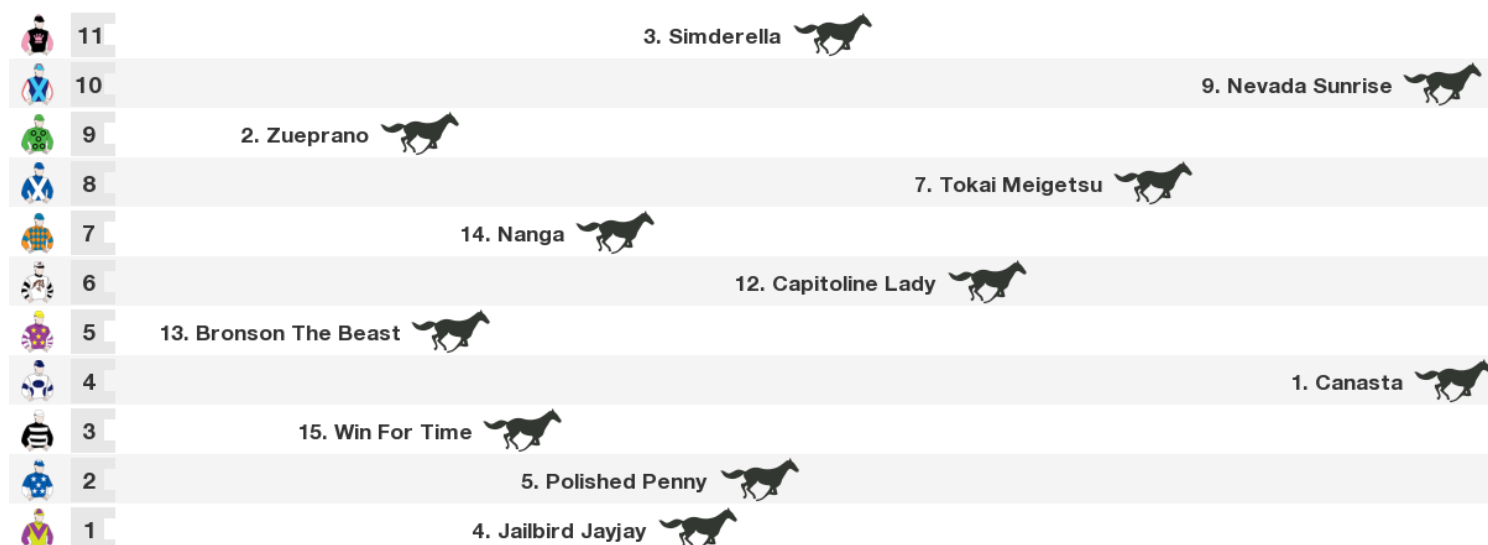 11 3. Simderella
10 9. Nevada Sunrise
9 2. Zueprano
8 7. Tokai Meigetsu
7 14. Nanga
6 12. Capitoline Lady
5 13. Bronson The Beast
4 1. Canasta
3 15. Win For Time
2 5. Polished Penny
1 4. Jailbird Jayjay